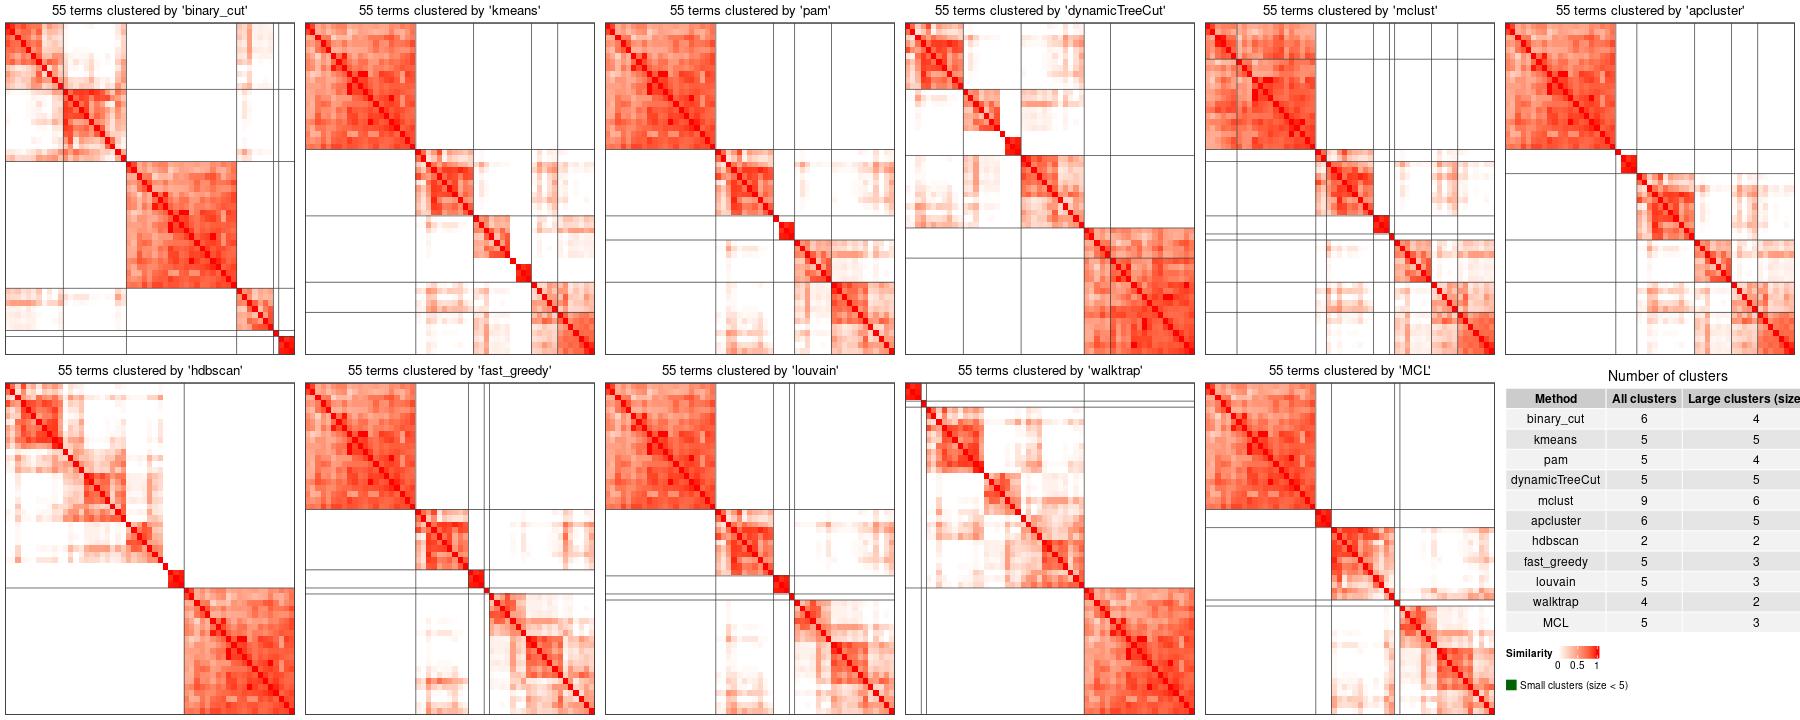 55 terms clustered by 'binary_cut'
55 terms clustered by 'kmeans'
55 terms clustered by 'pam'
55 terms clustered by 'dynamicTreeCut'
55 terms clustered by 'mclust'
55 terms clustered by 'apcluster'
55 terms clustered by 'hdbscan'
55 terms clustered by 'fast_greedy'
55 terms clustered by 'louvain'
55 terms clustered by 'walktrap'
55 terms clustered by 'MCL'
Number of clusters
Method All clusters Large clusters (size
binary_cut 6 4
kmeans 5 5
pam 5 4
dynamicTreeCut 5 5
mclust 9 6
apcluster 6 5
hdbscan 2 2
fast_greedy 5 3
louvain 5 3
walktrap 4 2
MCL 5 3
Similarity
0 0.5 1
Small clusters (size < 5)